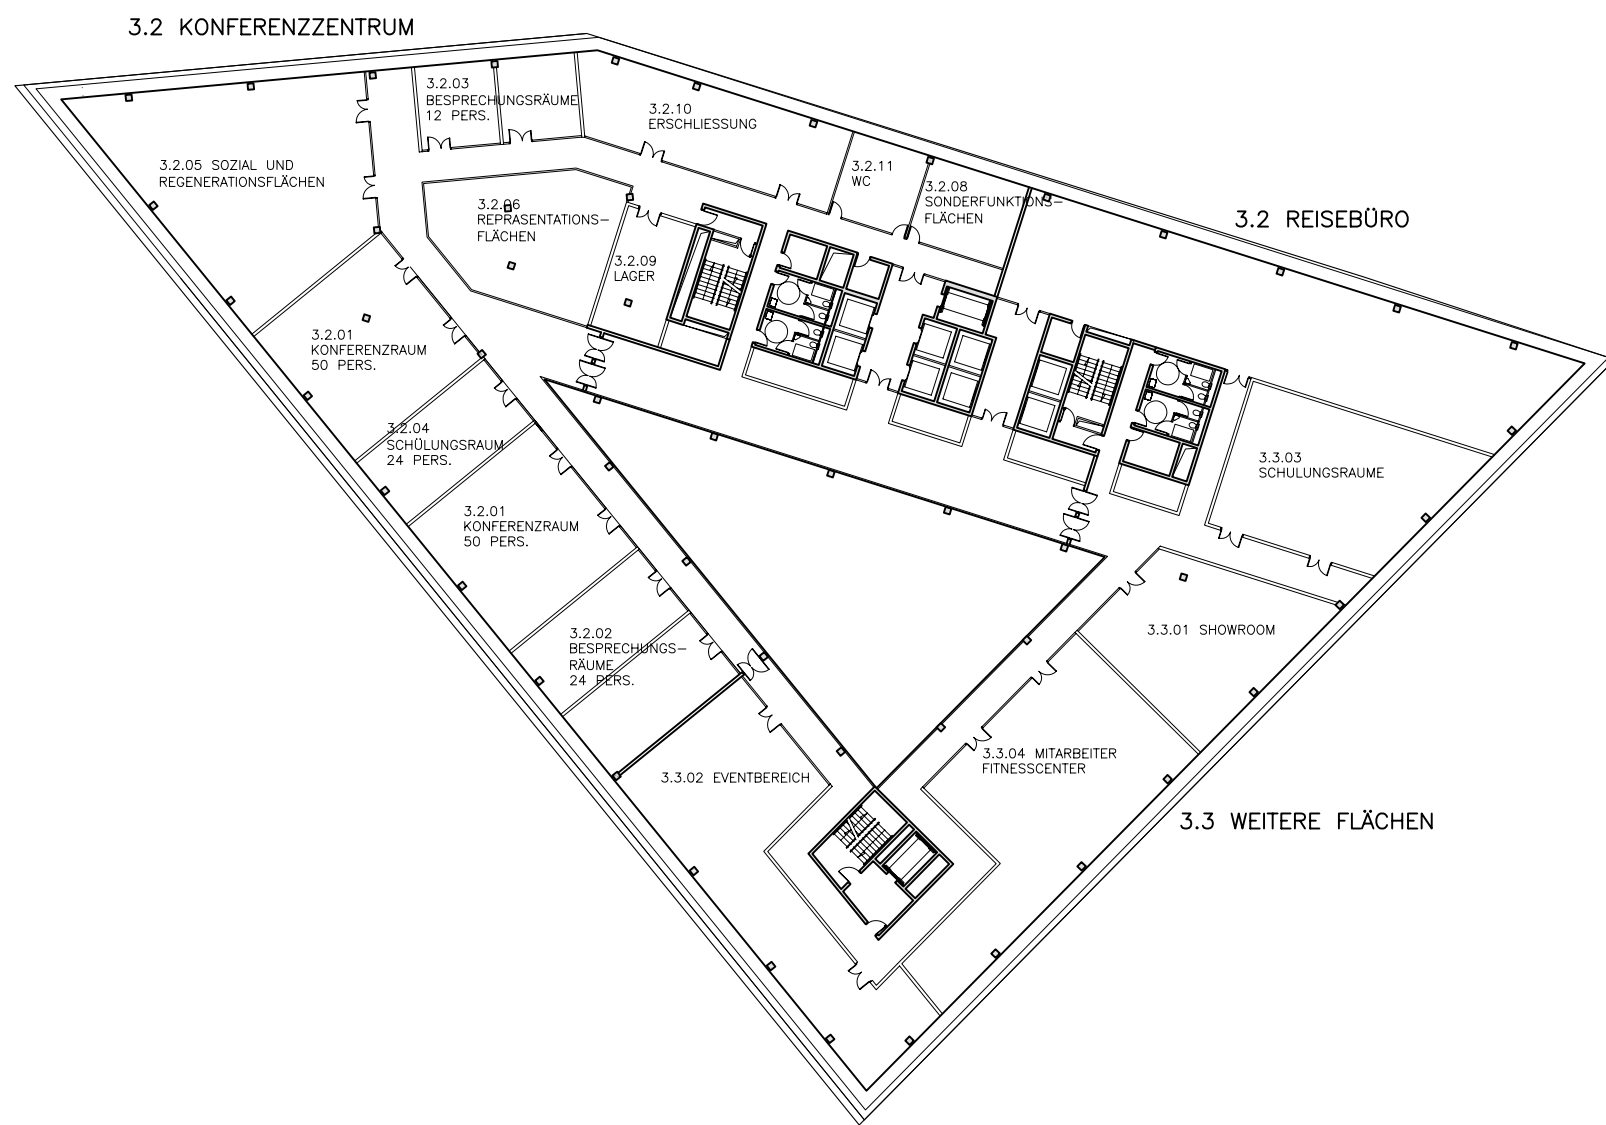 3.2 KONFERENZZENTRUM
3.2.03
BESPRECHUNGSRÄUME
12 PERS.
3.2.10
ERSCHLIESSUNG
3.2.05 SOZIAL UND
REGENERATIONSFLÄCHEN
3.2.11
WC
3.2.08
SONDERFUNKTIONS-
FLÄCHEN
3.2.06
REPRASENTATIONS-
FLÄCHEN
3.2 REISEBÜRO
3.2.09
LAGER
3.2.01
KONFERENZRAUM
50 PERS.
3.2.04
SCHÜLUNGSRAUM
24 PERS.
3.3.03
SCHULUNGSRAUME
3.2.01
KONFERENZRAUM
50 PERS.
3.2.02
BESPRECHUNGS-
RÄUME
24 PERS.
3.3.01 SHOWROOM
3.3.04 MITARBEITER
FITNESSCENTER
3.3.02 EVENTBEREICH
3.3 WEITERE FLÄCHEN